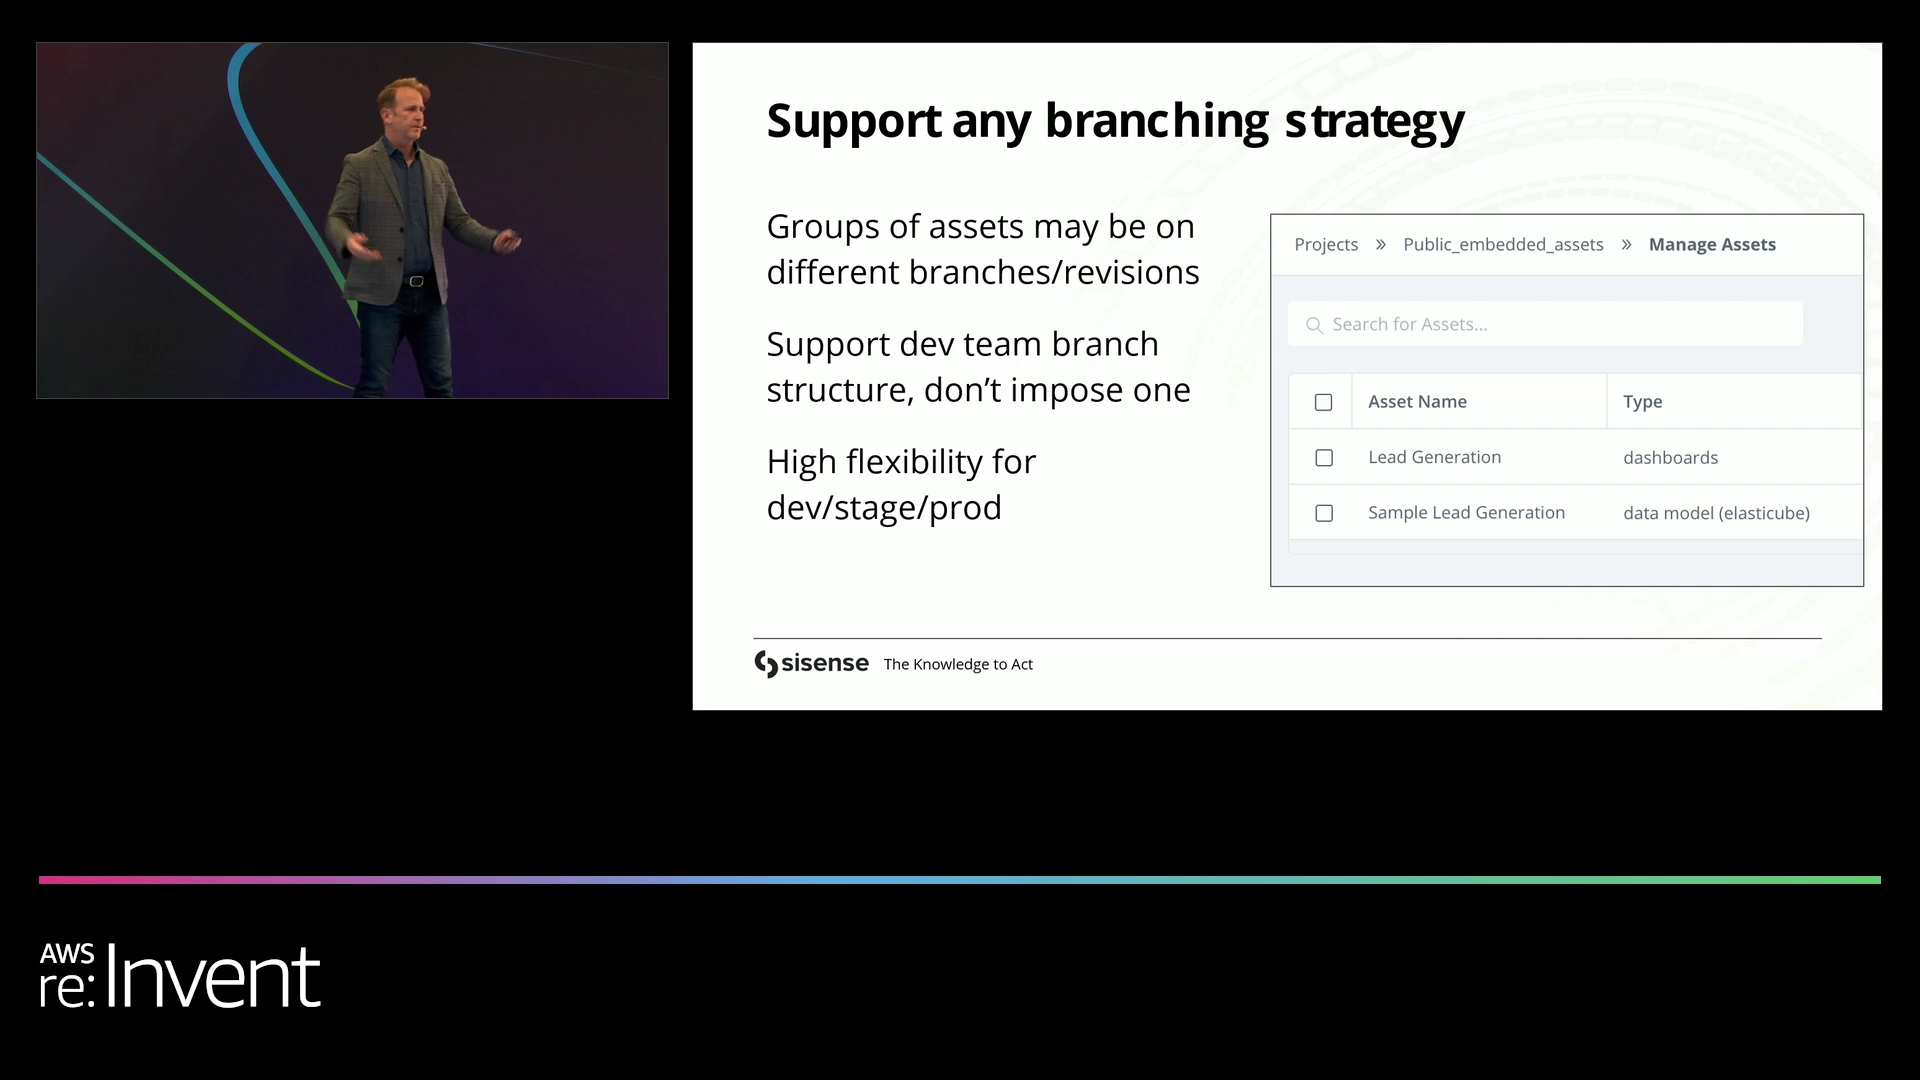 Support any branching strategy
Groups of assets may be on
different branches/revisions
Support dev team branch
structure, don’t impose one
High flexibility for
dev/stage/prod
Projects » Public_embedded_assets » Manage Assets
Search for Assets...
Asset Name Type
Lead Generation dashboards
Sample Lead Generation data model (elasticube)
sisense The Knowledge to Act
AWS
re:Invent